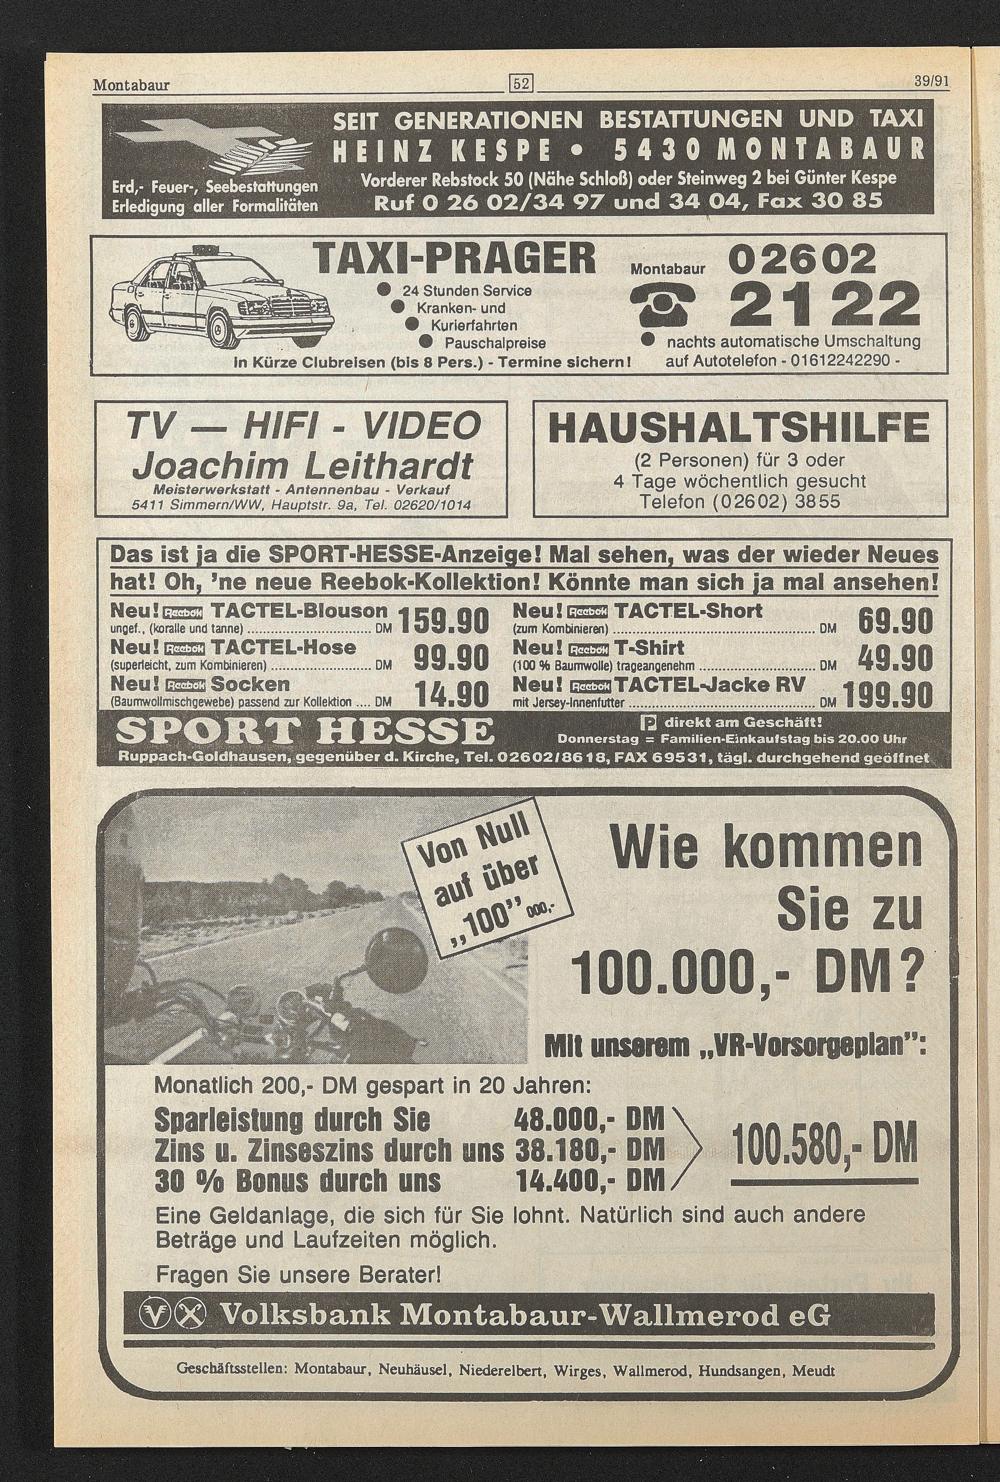 Montabaur
52
39/91
SEIT GENERATIONEN BESTATTUNGEN UND TAXI
HEINZ KESPE • 5430 MONTABAUR
Vorderer Rebstock 50 (Nähe Schloß) oder Steinweg 2 bei Günter Kespe
Ruf 0 26 02/34 97 und 34 04, Fax 30 85
Erd,- Feuer-, Seebestattungen
Erledigung aller Formalitäten
TAXI-PRAGER
● 24 Stunden Service
● Kranken- und
● Kurierfahrten
● Pauschalpreise
in Kürze Clubreisen (bis 8 Pers.) - Termine sichern!
Montabaur 02602
☎ 21 22
● nachts automatische Umschaltung
auf Autotelefon - 01612242290 -
TV — HIFI - VIDEO
Joachim Leithardt
Meisterwerkstatt - Antennenbau - Verkauf
5411 Simmern/WW, Hauptstr. 9a, Tel. 02620/1014
HAUSHALTSHILFE
(2 Personen) für 3 oder
4 Tage wöchentlich gesucht
Telefon (02602) 3855
Das ist ja die SPORT-HESSE-Anzeige! Mal sehen, was der wieder Neues
hat! Oh, 'ne neue Reebok-Kollektion! Könnte man sich ja mal ansehen!
Neu! Reebok TACTEL-Blouson
ungef., (koralle und tanne) .......... DM 159.90
Neu! Reebok TACTEL-Hose
(superleicht, zum Kombinieren) .......... DM 99.90
Neu! Reebok Socken
(Baumwollmischgewebe) passend zur Kollektion .... DM 14.90
Neu! Reebok TACTEL-Short
(zum Kombinieren) .......... DM 69.90
Neu! Reebok T-Shirt
(100 % Baumwolle) trageangenehm .......... DM 49.90
Neu! Reebok TACTEL-Jacke RV
mit Jersey-Innenfutter .......... DM 199.90
SPORT HESSE
P direkt am Geschäft!
Donnerstag = Familien-Einkaufstag bis 20.00 Uhr
Ruppach-Goldhausen, gegenüber d. Kirche, Tel. 02602/8618, FAX 69531, tägl. durchgehend geöffnet
Von Null
auf über
„100” 000,-
Wie kommen
Sie zu
100.000,- DM?
Mit unserem „VR-Vorsorgeplan”:
Monatlich 200,- DM gespart in 20 Jahren:
Sparleistung durch Sie 48.000,- DM
Zins u. Zinseszins durch uns 38.180,- DM
30 % Bonus durch uns 14.400,- DM
100.580,- DM
Eine Geldanlage, die sich für Sie lohnt. Natürlich sind auch andere
Beträge und Laufzeiten möglich.
Fragen Sie unsere Berater!
Volksbank Montabaur-Wallmerod eG
Geschäftsstellen: Montabaur, Neuhäusel, Niederelbert, Wirges, Wallmerod, Hundsangen, Meudt